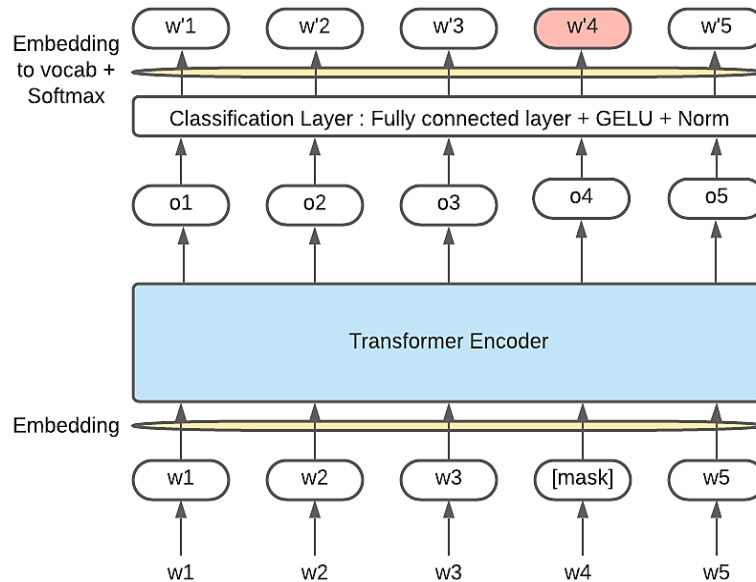 w'1 w'2 w'3 w'4 w'5
Embedding
to vocab +
Softmax
Classification Layer : Fully connected layer + GELU + Norm
o1 o2 o3 o4 o5
Transformer Encoder
Embedding
w1 w2 w3 [mask] w5
w1 w2 w3 w4 w5